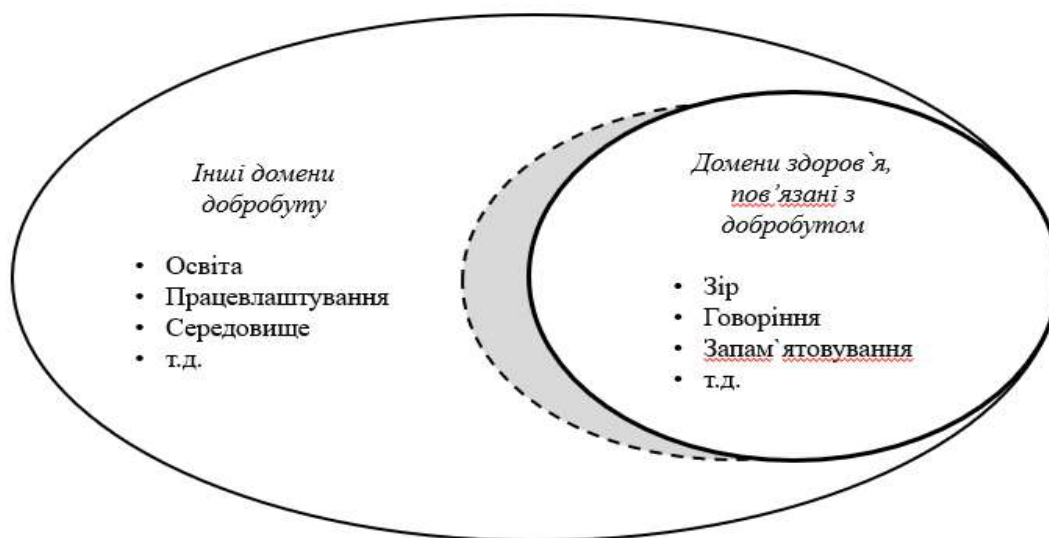 Інші домени
добробуту
• Освіта
• Працевлаштування
• Середовище
• т.д.
Домени здоров`я,
пов’язані з
добробутом
• Зір
• Говоріння
• Запам`ятовування
• т.д.